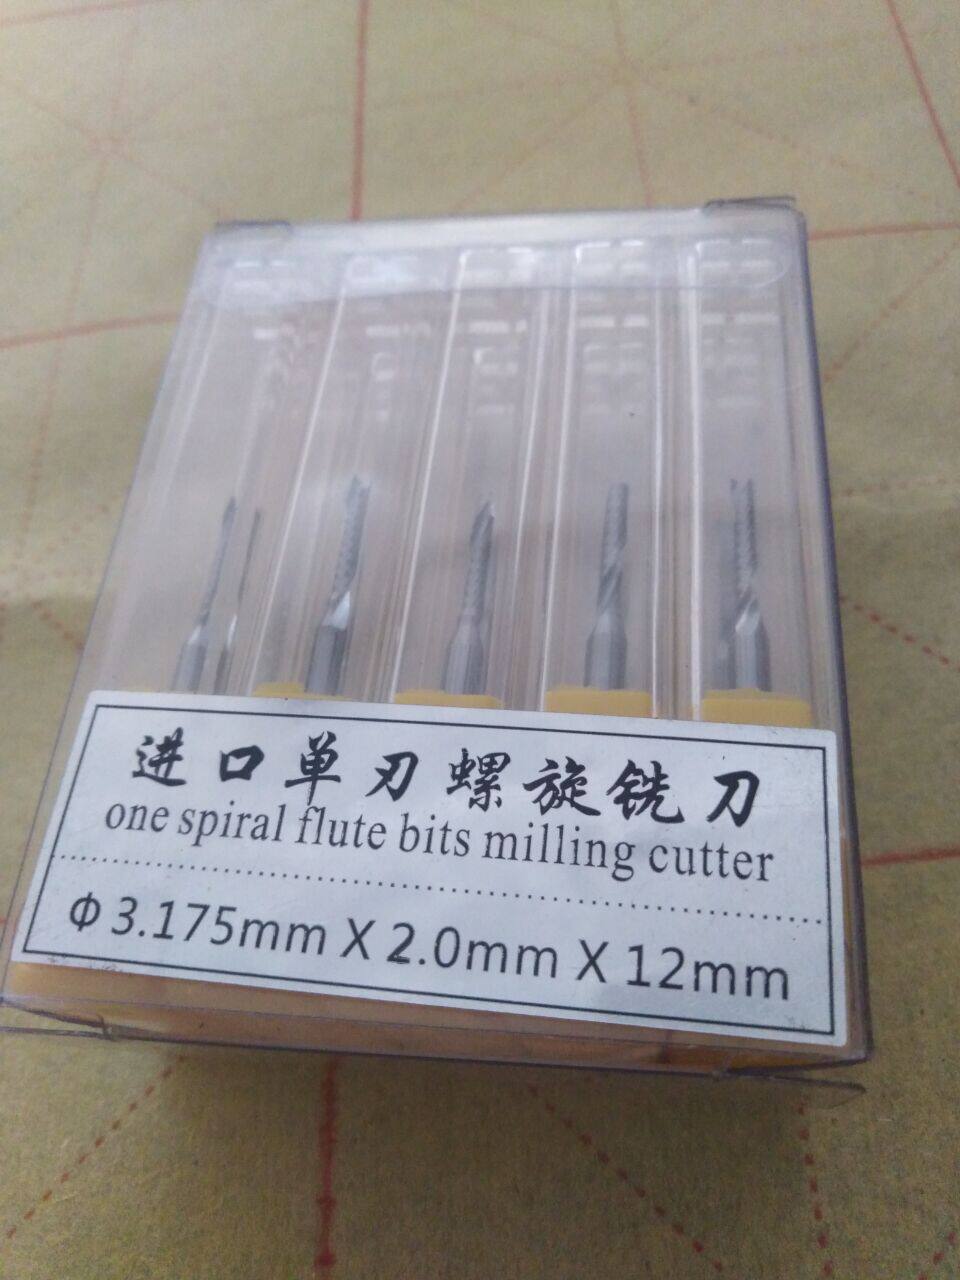 进口单刃螺旋铣刀
one spiral flute bits milling cutter
Φ3.175mm X 2.0mm X 12mm